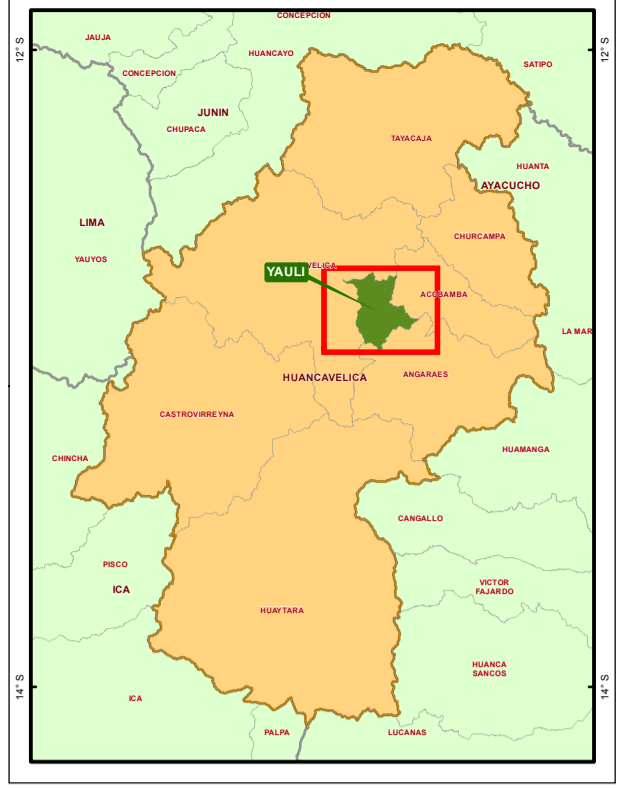 CONCEPCION
JAUJA
HUANCAYO
12° S
12° S
SATIPO
CONCEPCION
JUNIN
CHUPACA
TAYACAJA
HUANTA
AYACUCHO
LIMA
CHURCAMPA
YAUYOS
VELICA
YAULI
ACOBAMBA
LA MAR
HUANCAVELICA
ANGARAES
CASTROVIRREYNA
HUAMANGA
CHINCHA
CANGALLO
PISCO
ICA
VICTOR
FAJARDO
HUAYTARA
HUANCA
SANCOS
14° S
14° S
ICA
PALPA
LUCANAS